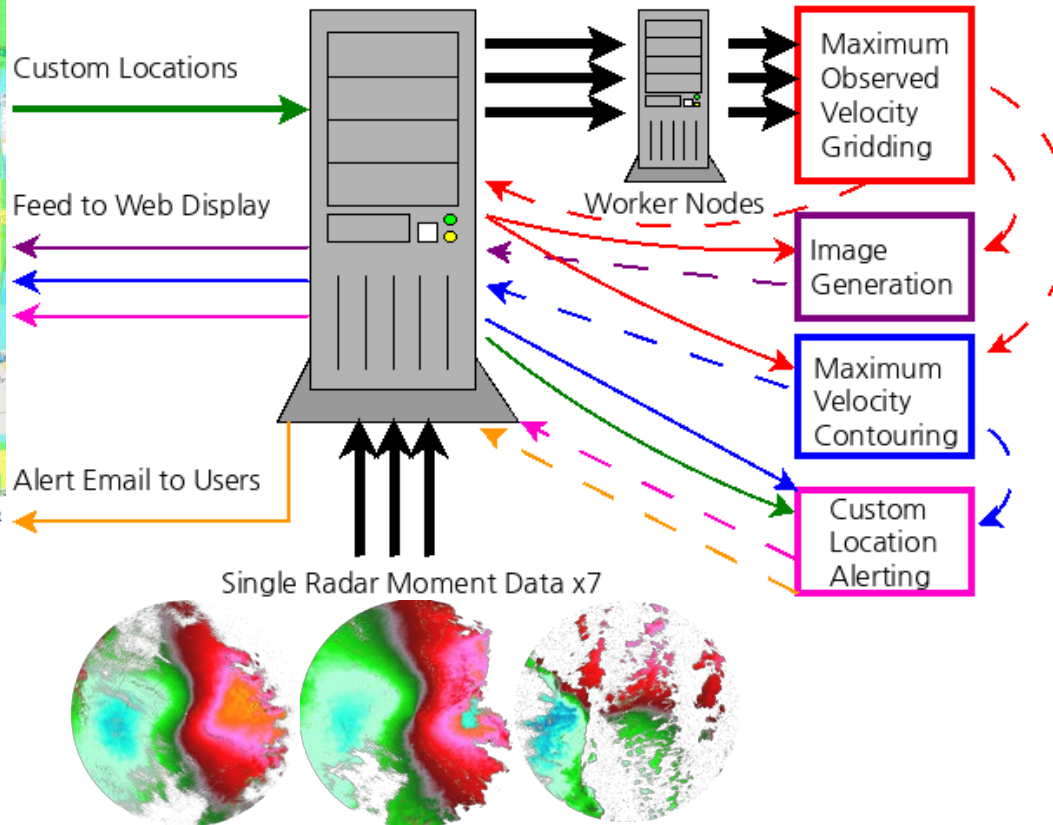 Custom Locations
Feed to Web Display
Alert Email to Users
Worker Nodes
Maximum
Observed
Velocity
Gridding
Image
Generation
Maximum
Velocity
Contouring
Custom
Location
Alerting
Single Radar Moment Data x7